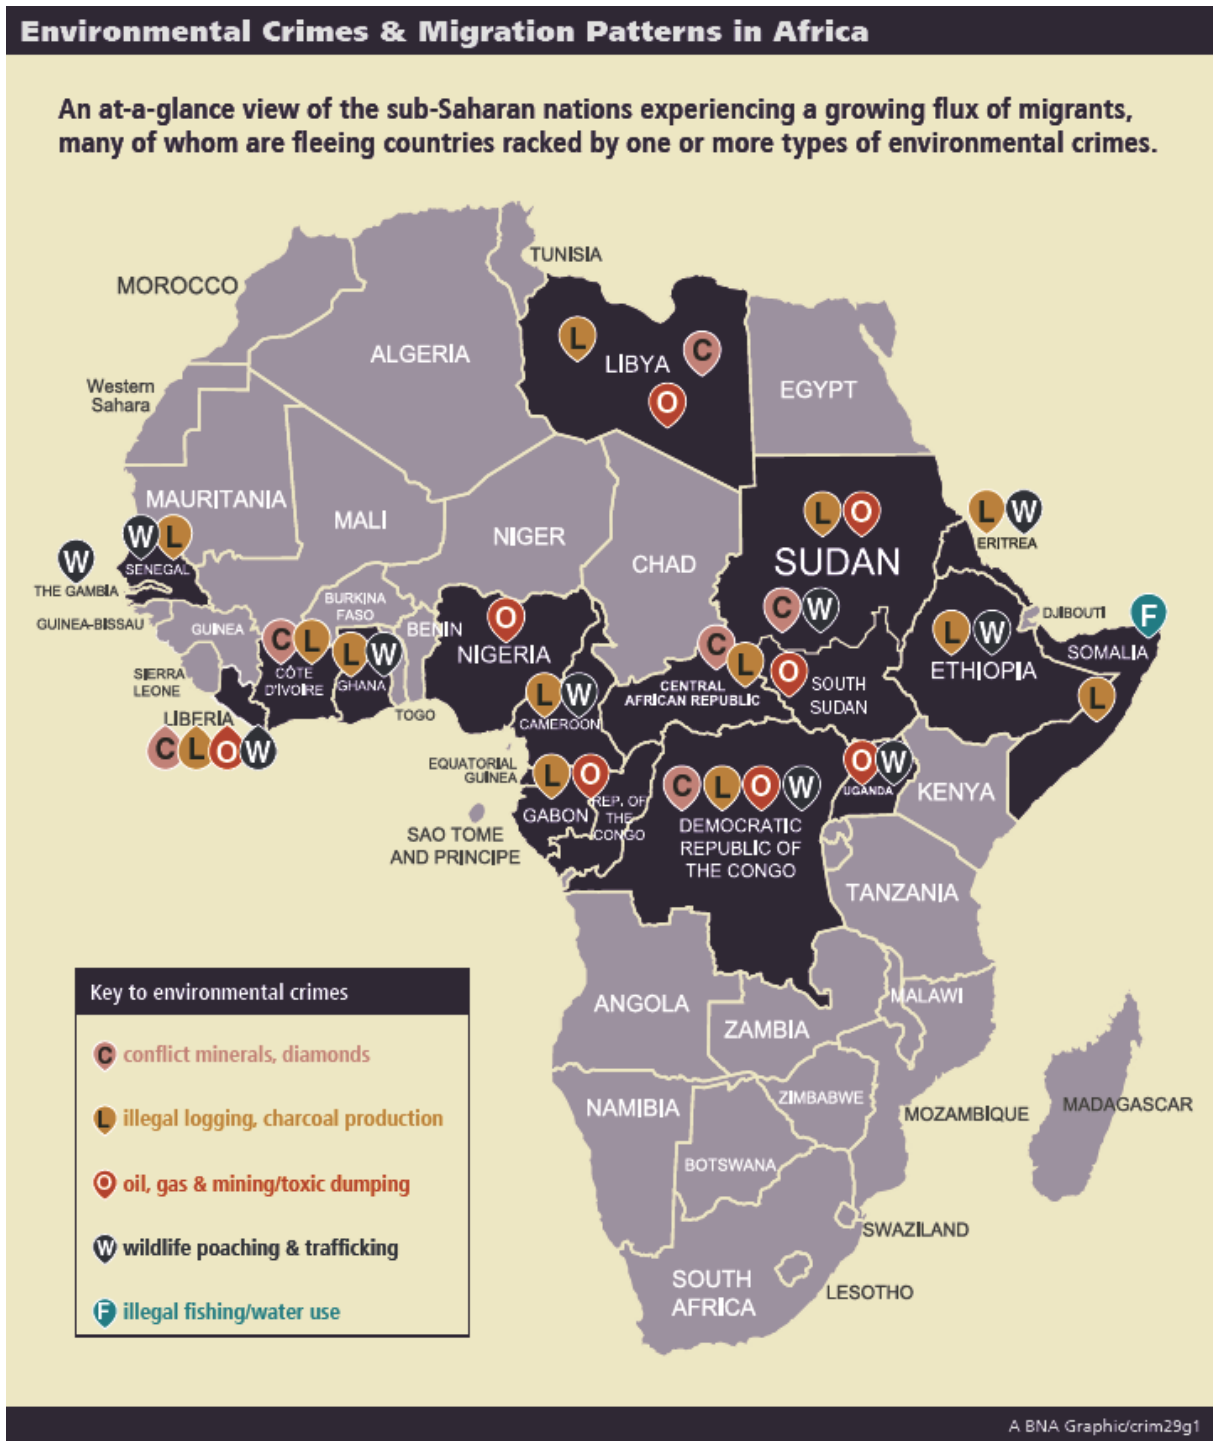 Environmental Crimes & Migration Patterns in Africa
An at-a-glance view of the sub-Saharan nations experiencing a growing flux of migrants,
many of whom are fleeing countries racked by one or more types of environmental crimes.
TUNISIA
MOROCCO
L
LIBYA
C
ALGERIA
O
Western
Sahara
EGYPT
MAURITANIA
MALI
NIGER
CHAD
L O
SUDAN
C W
L W
ERITREA
W L
SENEGAL
W
THE GAMBIA
GUINEA-BISSAU
GUINEA
BURKINA
FASO
BENIN
O
NIGERIA
DJIBOUTI
F
SOMALIA
L
L W
ETHIOPIA
C L
CÔTE
D'IVOIRE
L W
GHANA
TOGO
SIERRA
LEONE
LIBERIA
C L O W
C L
CENTRAL
AFRICAN REPUBLIC
O
SOUTH
SUDAN
L W
CAMEROON
EQUATORIAL
GUINEA
L O
GABON
REP. OF
THE
CONGO
SAO TOME
AND PRINCIPE
C L O W
DEMOCRATIC
REPUBLIC OF
THE CONGO
O W
UGANDA
KENYA
TANZANIA
ANGOLA
ZAMBIA
MALAWI
NAMIBIA
ZIMBABWE
MOZAMBIQUE
MADAGASCAR
BOTSWANA
SWAZILAND
SOUTH
AFRICA
LESOTHO
Key to environmental crimes
C conflict minerals, diamonds
L illegal logging, charcoal production
O oil, gas & mining/toxic dumping
W wildlife poaching & trafficking
F illegal fishing/water use
A BNA Graphic/crim29g1